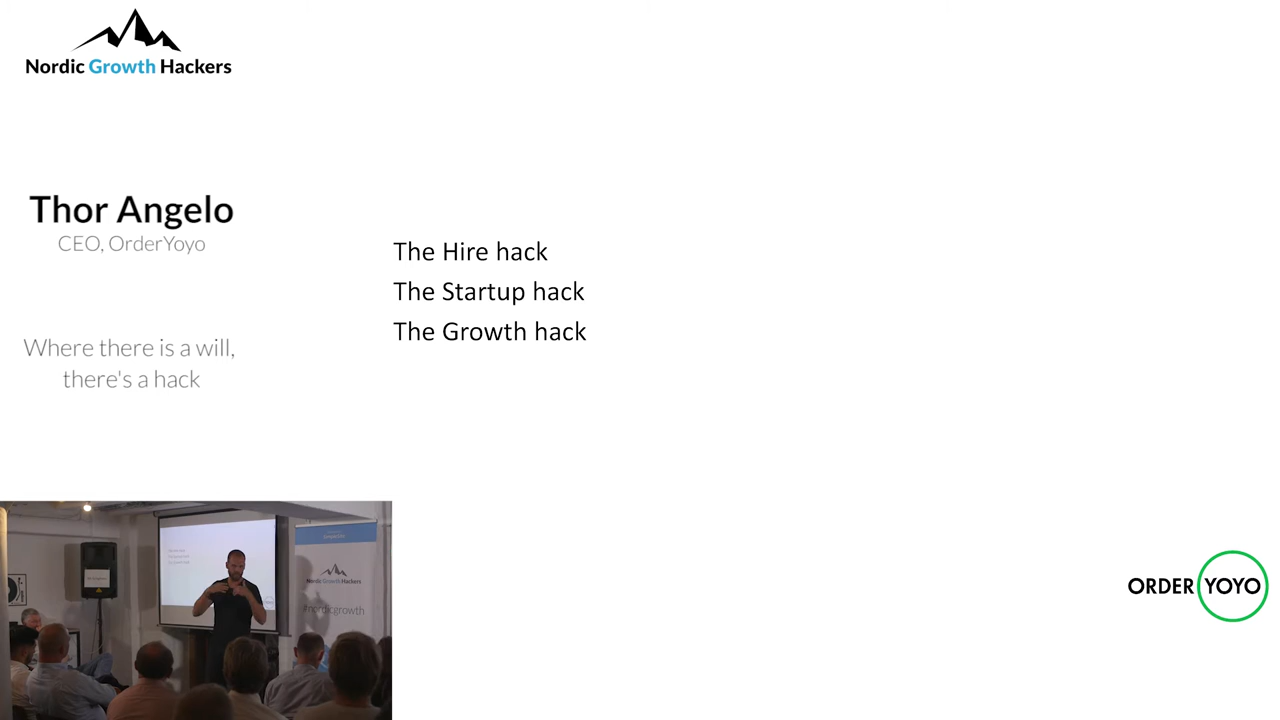 Nordic Growth Hackers
Thor Angelo
CEO, OrderYoyo
Where there is a will,
there's a hack
The Hire hack
The Startup hack
The Growth hack
ORDER YOYO
Nordic Growth Hackers
#nordicgrowth